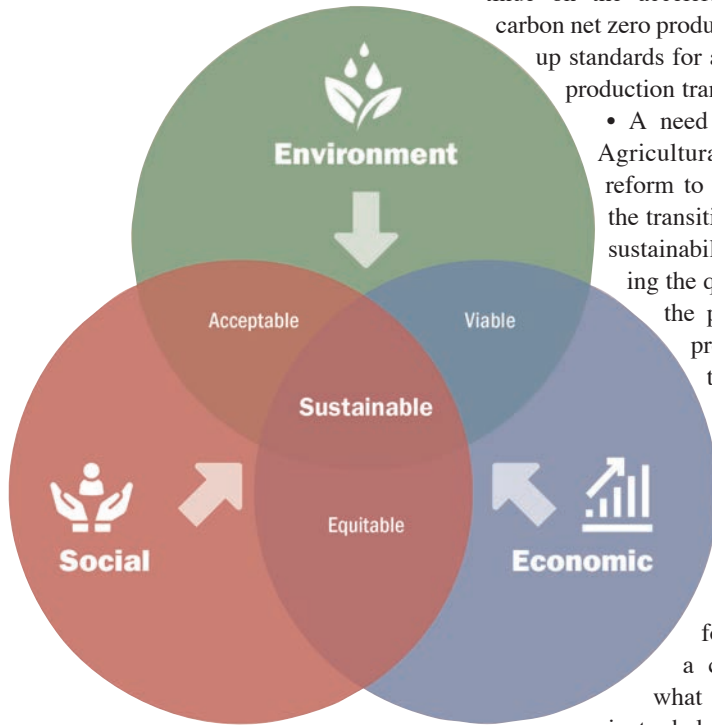 carbon net zero produ
up standards for a
production tran
• A need
Agricultura
reform to
the transiti
sustainabil
ing the q
the p
pr
t
Environment
Acceptable
Viable
Sustainable
Equitable
Social
Economic
fo
a c
what